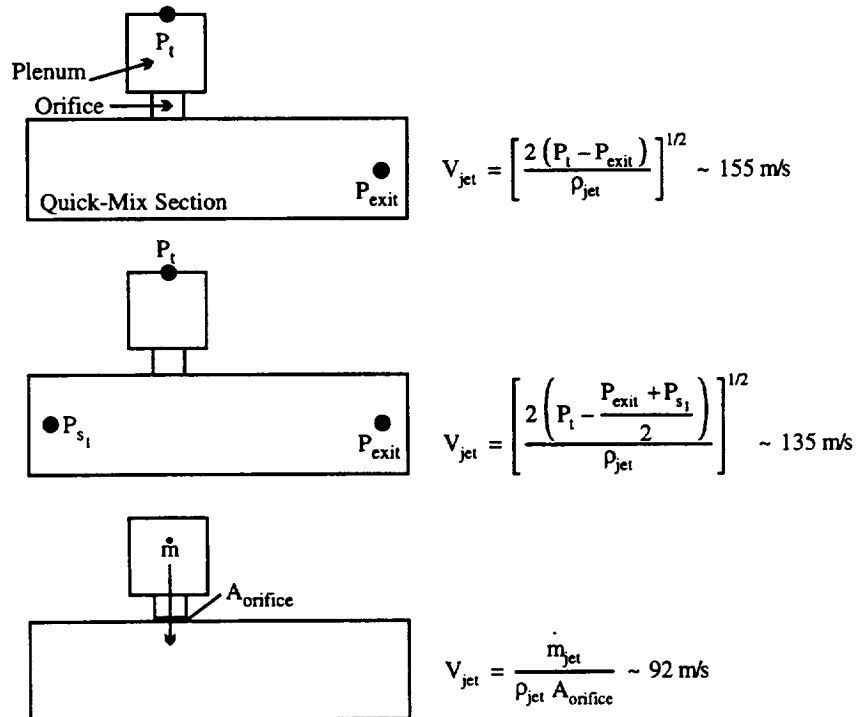 P_t
Plenum
Orifice
P_exit
Quick-Mix Section
V_jet = [ 2 ( P_t − P_exit ) / ρ_jet ]^1/2 ~ 155 m/s
P_t
P_s₁
P_exit
V_jet = [ 2 ( P_t − ( P_exit + P_s₁ ) / 2 ) / ρ_jet ]^1/2 ~ 135 m/s
ṁ
A_orifice
V_jet = ṁ_jet / ( ρ_jet A_orifice ) ~ 92 m/s